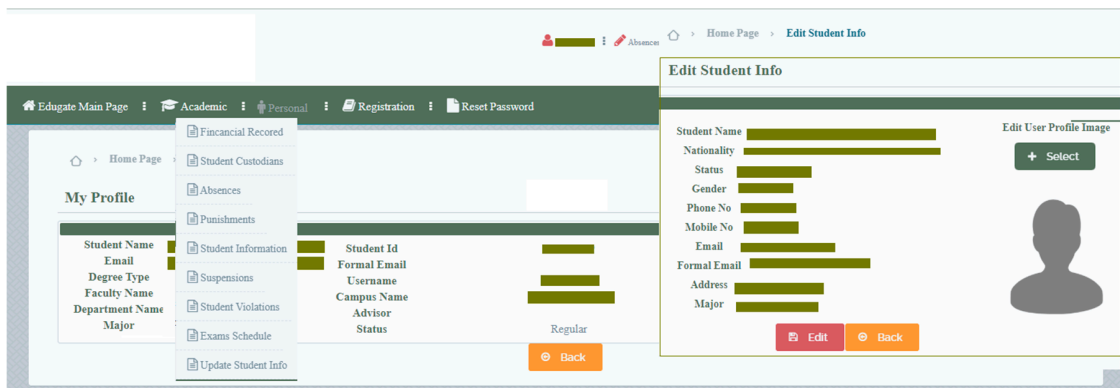 Absences
Home Page › Edit Student Info
Edit Student Info
Edugate Main Page
Academic
Personal
Registration
Reset Password
Fincancial Recored
Student Custodians
Absences
Punishments
Student Information
Suspensions
Student Violations
Exams Schedule
Update Student Info
Home Page
My Profile
Student Name
Email
Degree Type
Faculty Name
Department Name
Major
Student Id
Formal Email
Username
Campus Name
Advisor
Status
Regular
Back
Student Name
Nationality
Status
Gender
Phone No
Mobile No
Email
Formal Email
Address
Major
Edit User Profile Image
+ Select
Edit
Back